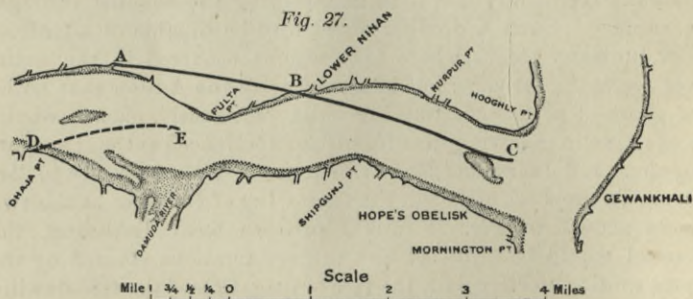 Fig. 27.
A
B
LOWER NINAN
NURPUR PT
FULTA PT
HOOGHLY PT
D
E
C
DHAJA PT
DAMUDA RIVER
SHIPGUNJ PT
HOPE'S OBELISK
GEWANKHALI
MORNINGTON PT
Scale
Mile 1 ¾ ½ ¼ 0 1 2 3 4 Miles